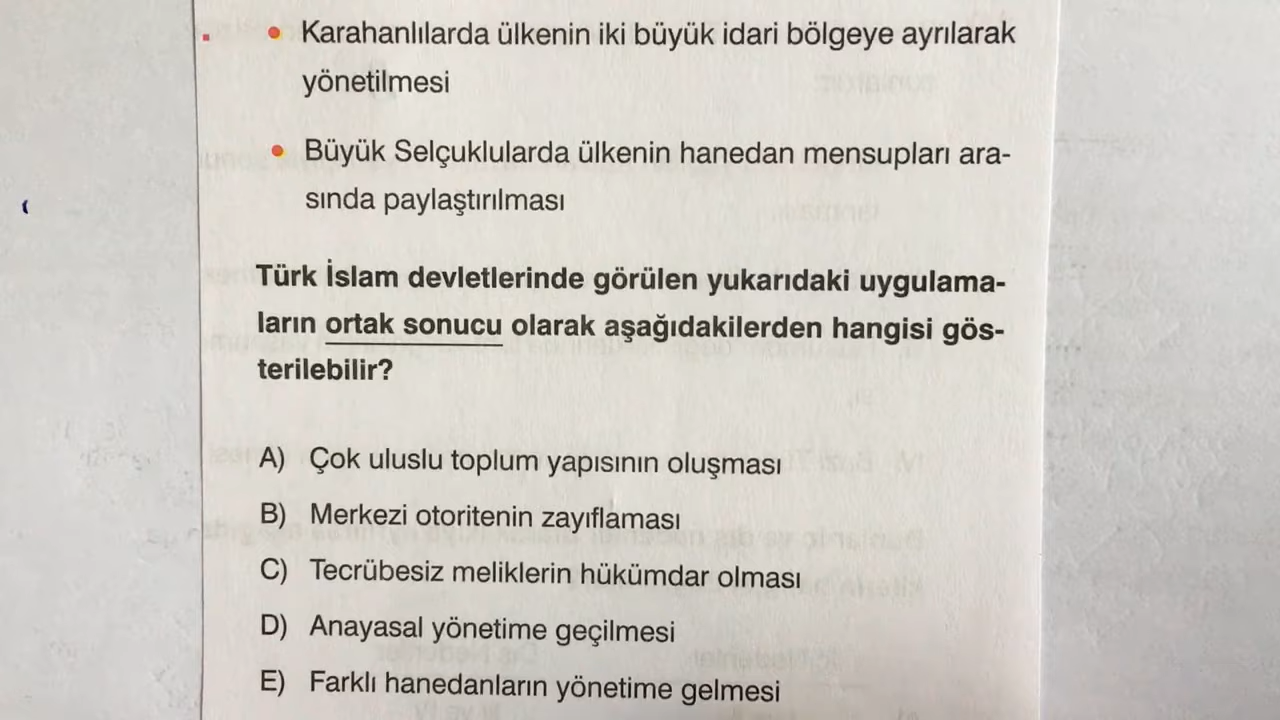 • Karahanlılarda ülkenin iki büyük idari bölgeye ayrılarak
yönetilmesi
• Büyük Selçuklularda ülkenin hanedan mensupları ara-
sında paylaştırılması
Türk İslam devletlerinde görülen yukarıdaki uygulama-
ların ortak sonucu olarak aşağıdakilerden hangisi gös-
terilebilir?
A) Çok uluslu toplum yapısının oluşması
B) Merkezi otoritenin zayıflaması
C) Tecrübesiz meliklerin hükümdar olması
D) Anayasal yönetime geçilmesi
E) Farklı hanedanların yönetime gelmesi